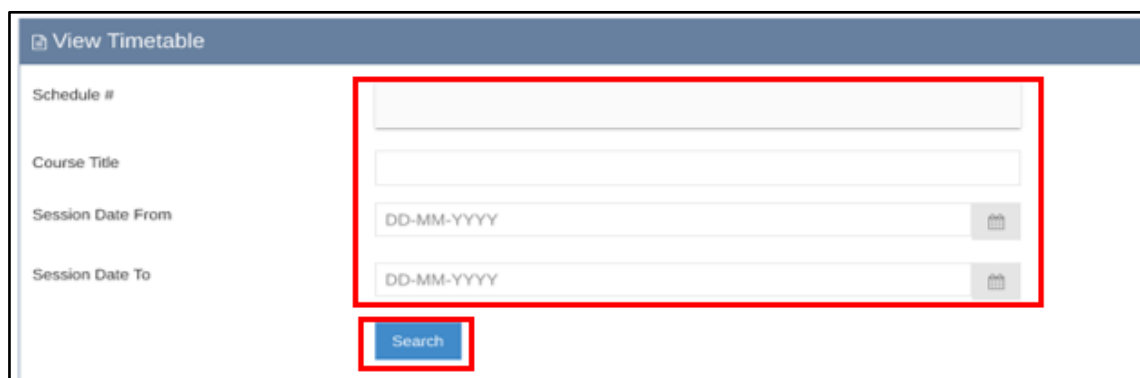 View Timetable
Schedule #
Course Title
Session Date From
DD-MM-YYYY
Session Date To
DD-MM-YYYY
Search